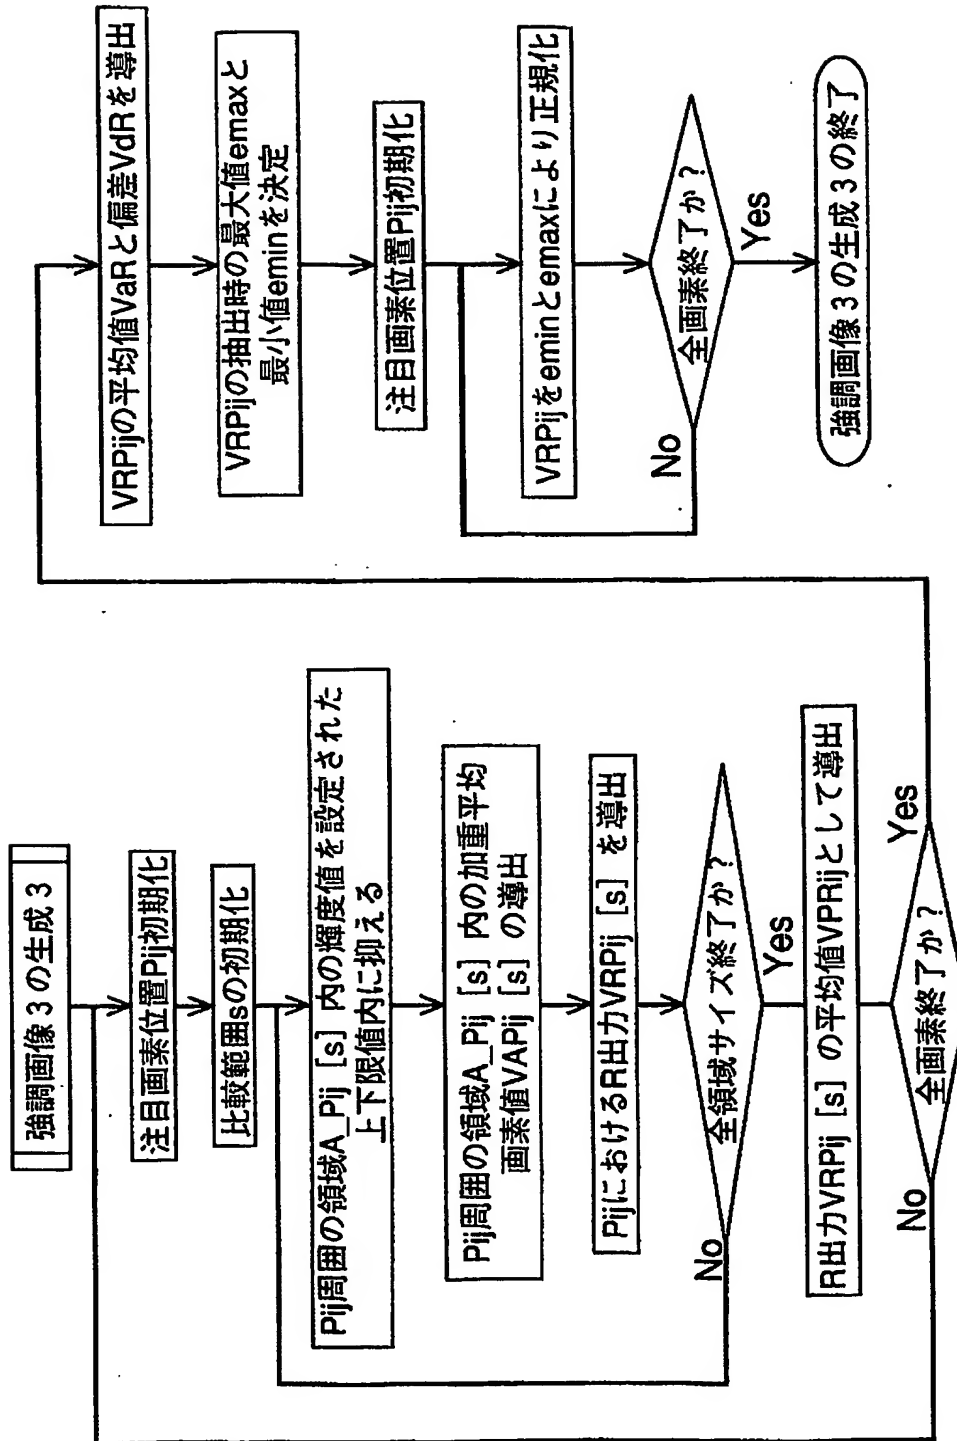 強調画像3の生成3
注目画素位置Pij初期化
比較範囲sの初期化
Pij周囲の領域A_Pij [s] 内の輝度値を設定された
上下限値内に抑える
Pij周囲の領域A_Pij [s] 内の加重平均
画素値VAPij [s] の導出
PijにおけるR出力VRPij [s] を導出
全領域サイズ終了か?
No
Yes
R出力VRPij [s] の平均値VPRijとして導出
全画素終了か?
No
Yes
VRPijの平均値VaRと偏差VdRを導出
VRPijの抽出時の最大値emaxと
最小値eminを決定
注目画素位置Pij初期化
VRPijをeminとemaxにより正規化
全画素終了か?
No
Yes
強調画像3の生成3の終了